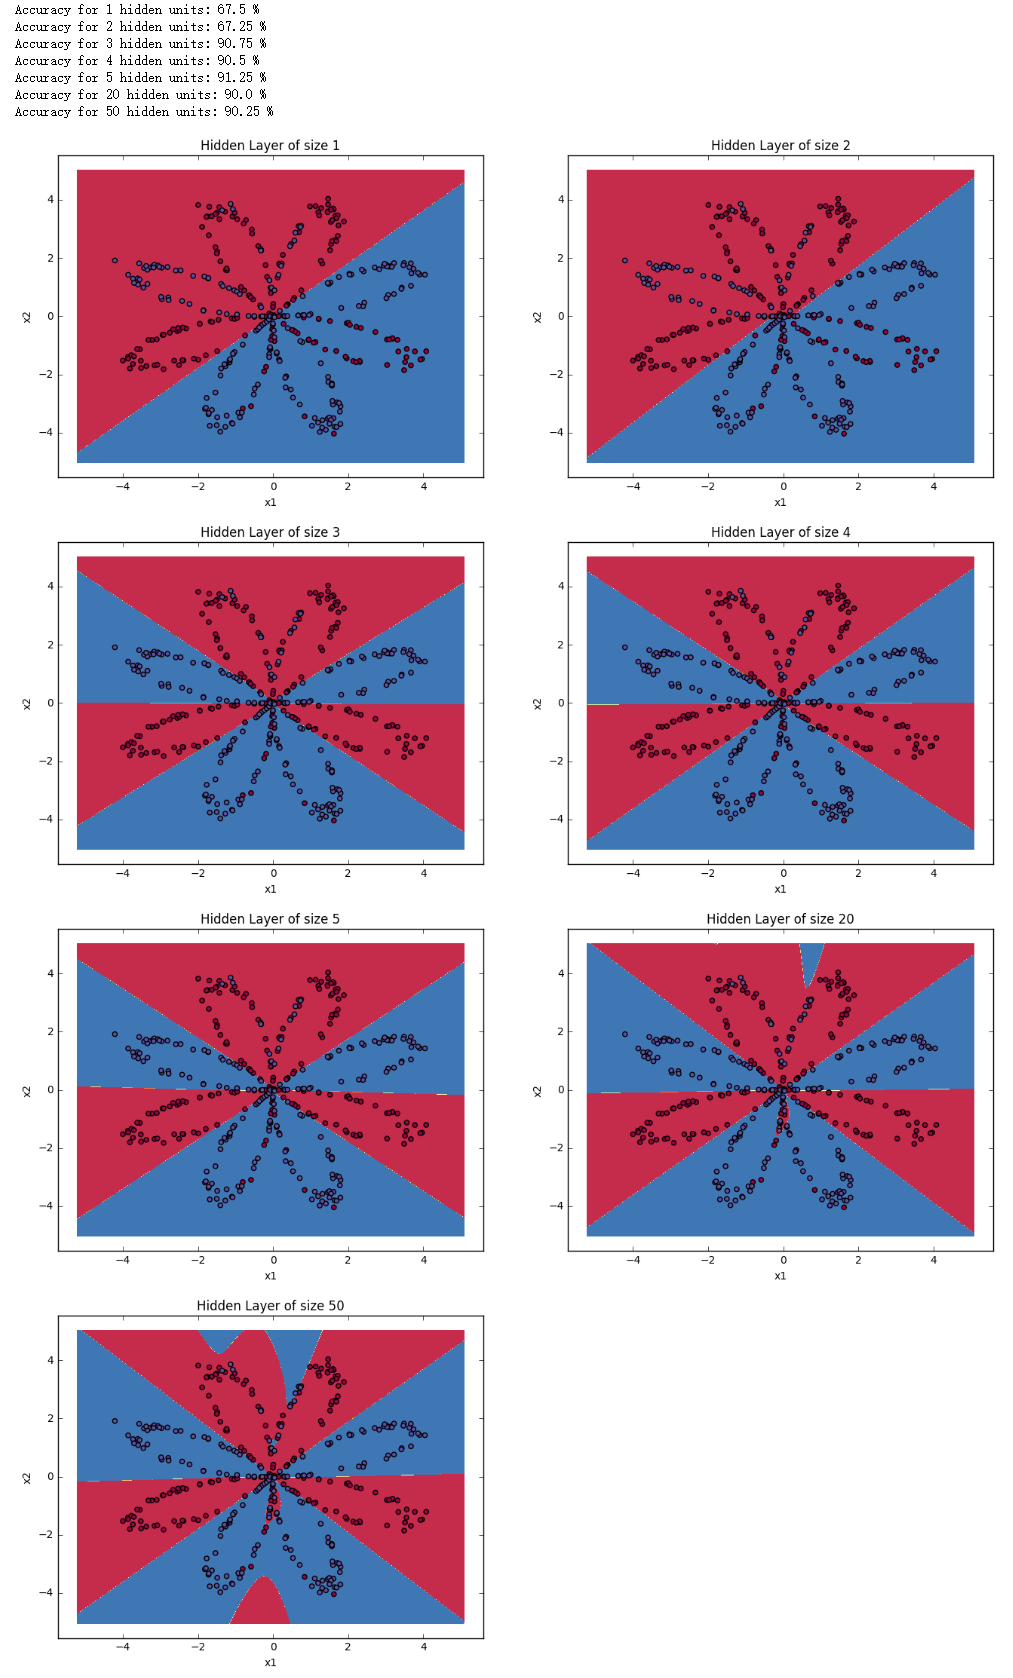 Accuracy for 1 hidden units: 67.5 %
Accuracy for 2 hidden units: 67.25 %
Accuracy for 3 hidden units: 90.75 %
Accuracy for 4 hidden units: 90.5 %
Accuracy for 5 hidden units: 91.25 %
Accuracy for 20 hidden units: 90.0 %
Accuracy for 50 hidden units: 90.25 %
Hidden Layer of size 1
4
2
0
−2
−4
x2
−4 −2 0 2 4
x1
Hidden Layer of size 2
4
2
0
−2
−4
x2
−4 −2 0 2 4
x1
Hidden Layer of size 3
4
2
0
−2
−4
x2
−4 −2 0 2 4
x1
Hidden Layer of size 4
4
2
0
−2
−4
x2
−4 −2 0 2 4
x1
Hidden Layer of size 5
4
2
0
−2
−4
x2
−4 −2 0 2 4
x1
Hidden Layer of size 20
4
2
0
−2
−4
x2
−4 −2 0 2 4
x1
Hidden Layer of size 50
4
2
0
−2
−4
x2
−4 −2 0 2 4
x1